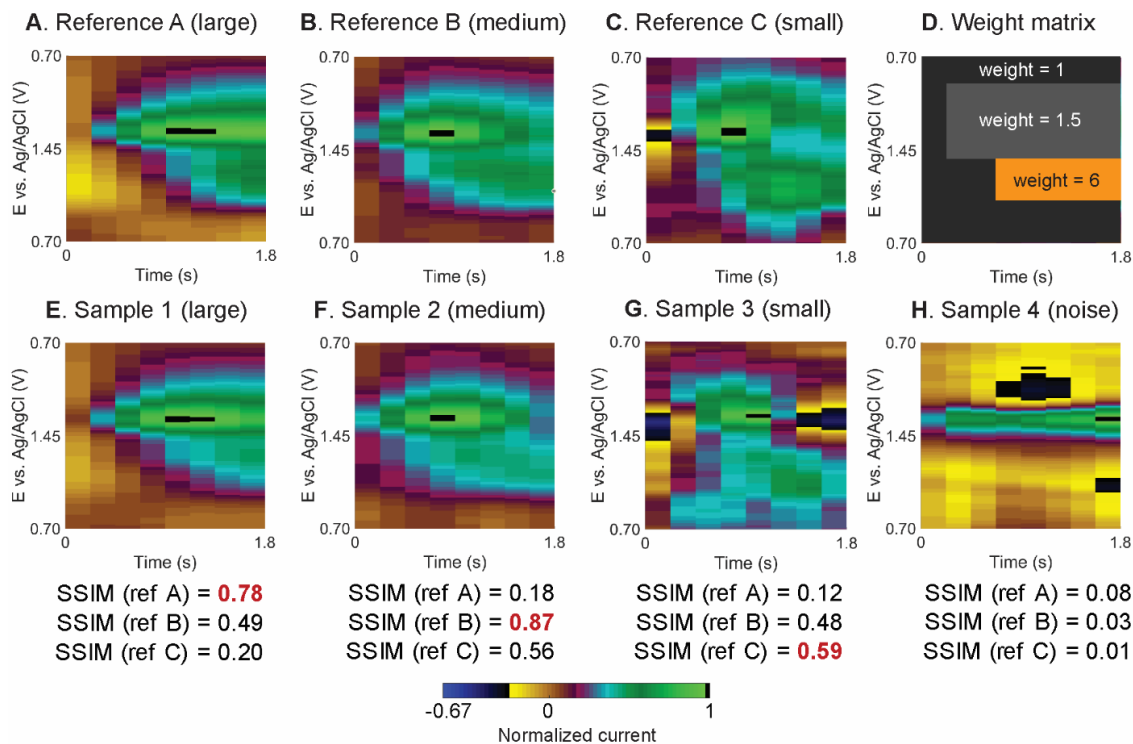 A. Reference A (large)
B. Reference B (medium)
C. Reference C (small)
D. Weight matrix
E vs. Ag/AgCl (V)
0.70
1.45
0.70
0
1.8
Time (s)
E vs. Ag/AgCl (V)
0.70
1.45
0.70
0
1.8
Time (s)
E vs. Ag/AgCl (V)
0.70
1.45
0.70
0
1.8
Time (s)
E vs. Ag/AgCl (V)
0.70
1.45
0.70
weight = 1
weight = 1.5
weight = 6
0
1.8
Time (s)
E. Sample 1 (large)
F. Sample 2 (medium)
G. Sample 3 (small)
H. Sample 4 (noise)
E vs. Ag/AgCl (V)
0.70
1.45
0.70
0
1.8
Time (s)
SSIM (ref A) = 0.78
SSIM (ref B) = 0.49
SSIM (ref C) = 0.20
E vs. Ag/AgCl (V)
0.70
1.45
0.70
0
1.8
Time (s)
SSIM (ref A) = 0.18
SSIM (ref B) = 0.87
SSIM (ref C) = 0.56
E vs. Ag/AgCl (V)
0.70
1.45
0.70
0
1.8
Time (s)
SSIM (ref A) = 0.12
SSIM (ref B) = 0.48
SSIM (ref C) = 0.59
E vs. Ag/AgCl (V)
0.70
1.45
0.70
0
1.8
Time (s)
SSIM (ref A) = 0.08
SSIM (ref B) = 0.03
SSIM (ref C) = 0.01
-0.67
0
1
Normalized current